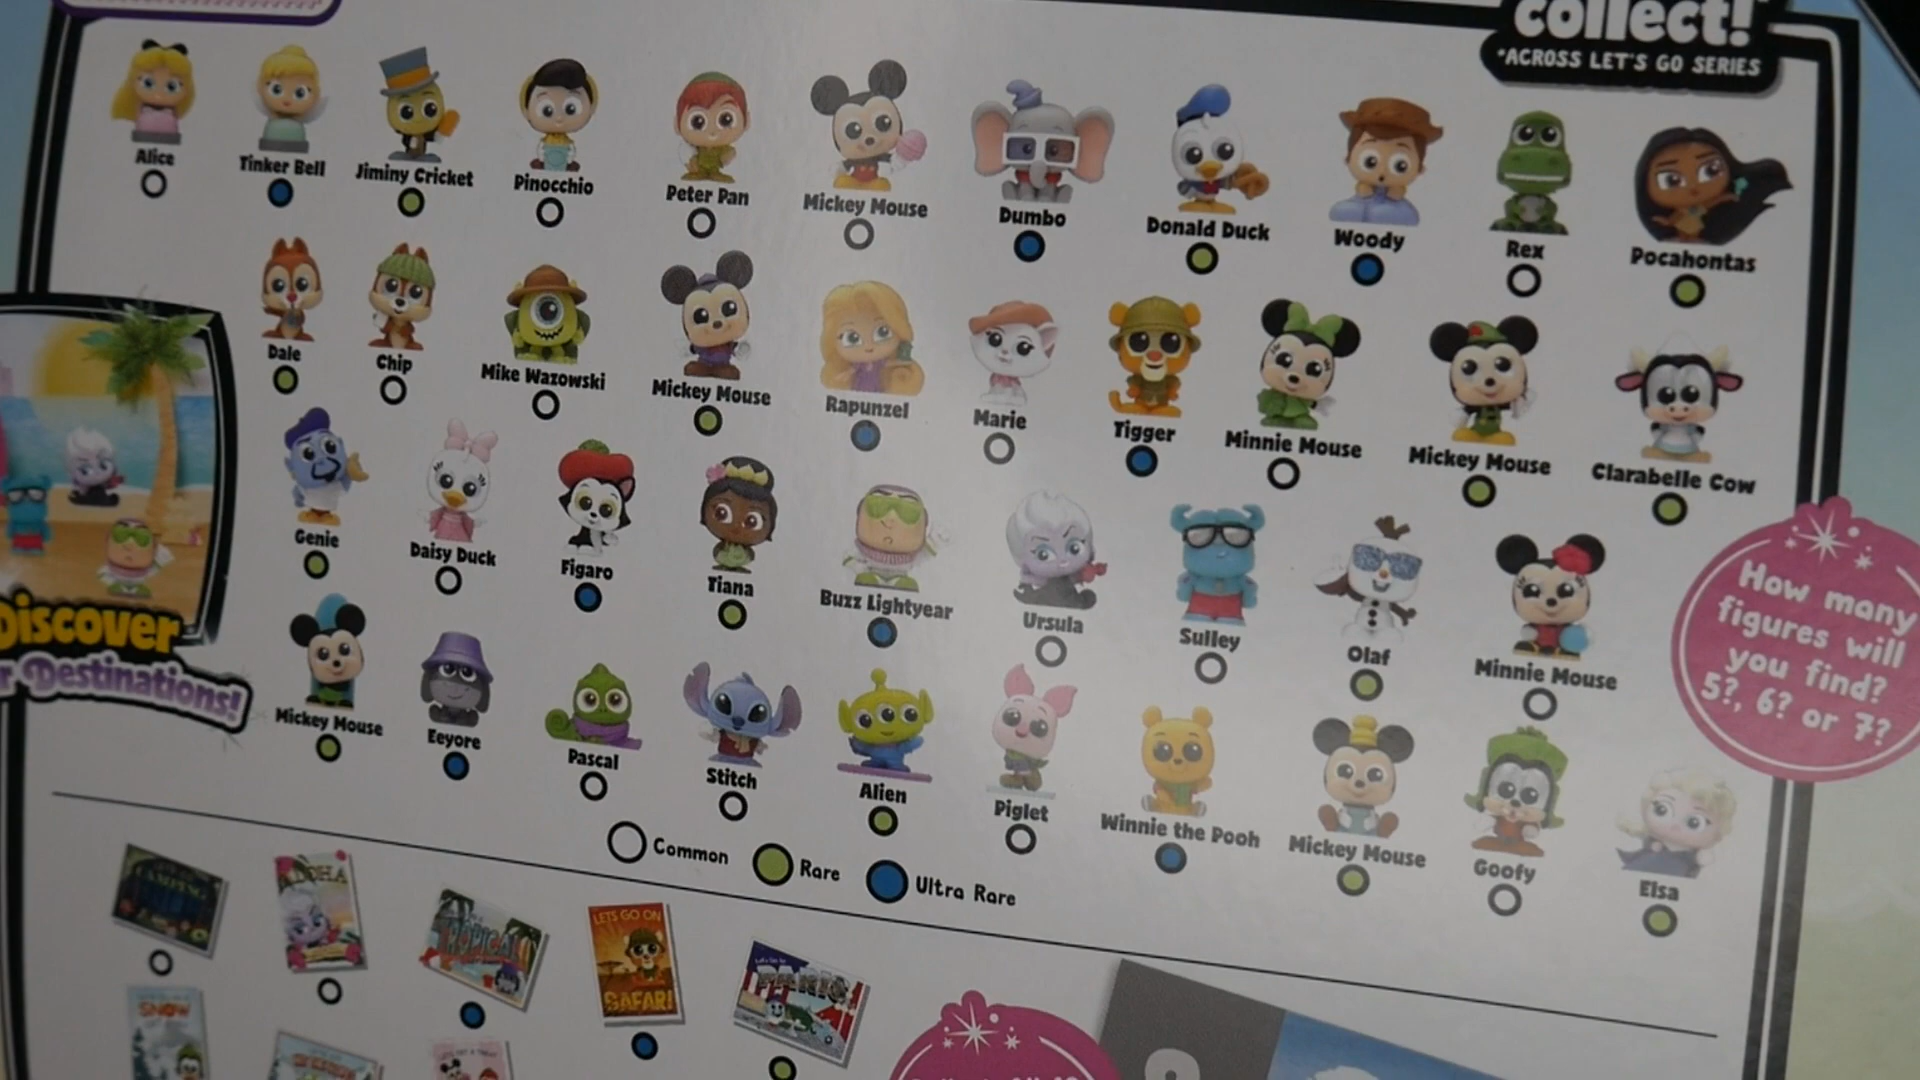 collect!
*ACROSS LET'S GO SERIES
Alice
Tinker Bell
Jiminy Cricket
Pinocchio
Peter Pan
Mickey Mouse
Dumbo
Donald Duck
Woody
Rex
Pocahontas
Dale
Chip
Mike Wazowski
Mickey Mouse
Rapunzel
Marie
Tigger
Minnie Mouse
Mickey Mouse
Clarabelle Cow
Genie
Daisy Duck
Figaro
Tiana
Buzz Lightyear
Ursula
Sulley
Olaf
Minnie Mouse
How many
figures will
you find?
5?, 6? or 7?
Discover
Destinations!
Mickey Mouse
Eeyore
Pascal
Stitch
Alien
Piglet
Winnie the Pooh
Mickey Mouse
Goofy
Elsa
Common
Rare
Ultra Rare
CAMPING
ALOHA
TROPICAL
LETS GO ON
SAFARI
PARIS
SNOW